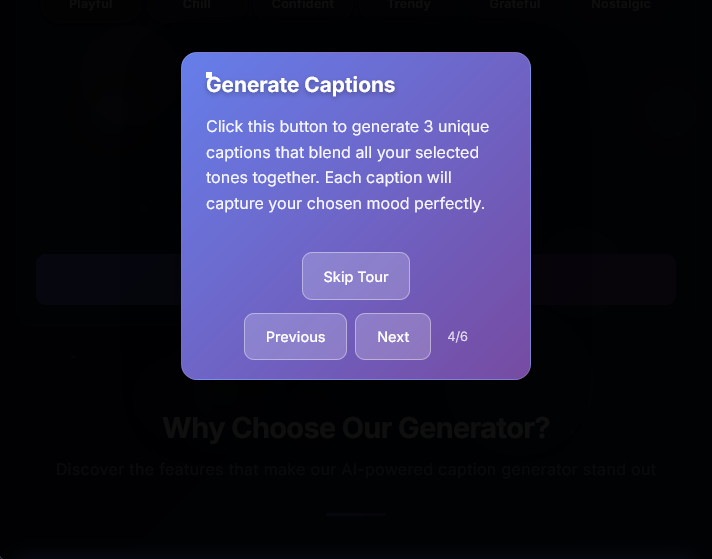 Playful Chill Confident Trendy Grateful Nostalgic
Generate Captions
Click this button to generate 3 unique
captions that blend all your selected
tones together. Each caption will
capture your chosen mood perfectly.
Skip Tour
Previous Next 4/6
Why Choose Our Generator?
Discover the features that make our AI-powered caption generator stand out